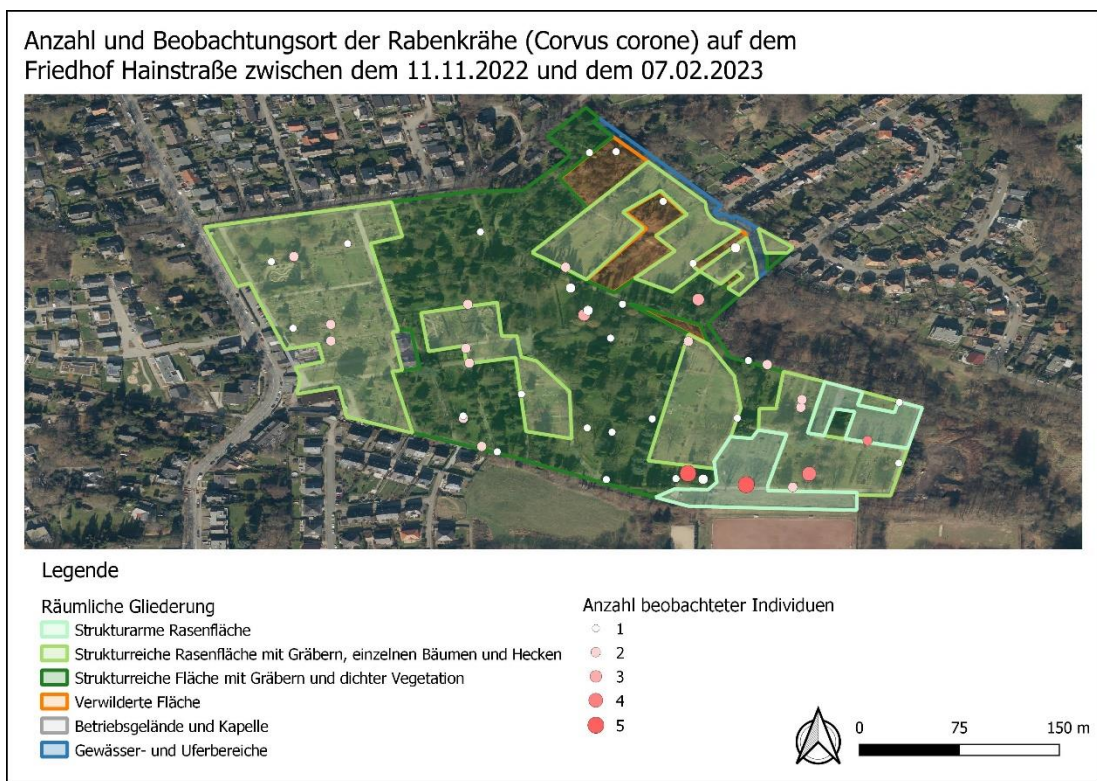 Anzahl und Beobachtungsort der Rabenkrähe (Corvus corone) auf dem
Friedhof Hainstraße zwischen dem 11.11.2022 und dem 07.02.2023
Legende
Räumliche Gliederung
Strukturarme Rasenfläche
Strukturreiche Rasenfläche mit Gräbern, einzelnen Bäumen und Hecken
Strukturreiche Fläche mit Gräbern und dichter Vegetation
Verwilderte Fläche
Betriebsgelände und Kapelle
Gewässer- und Uferbereiche
Anzahl beobachteter Individuen
1
2
3
4
5
0 75 150 m